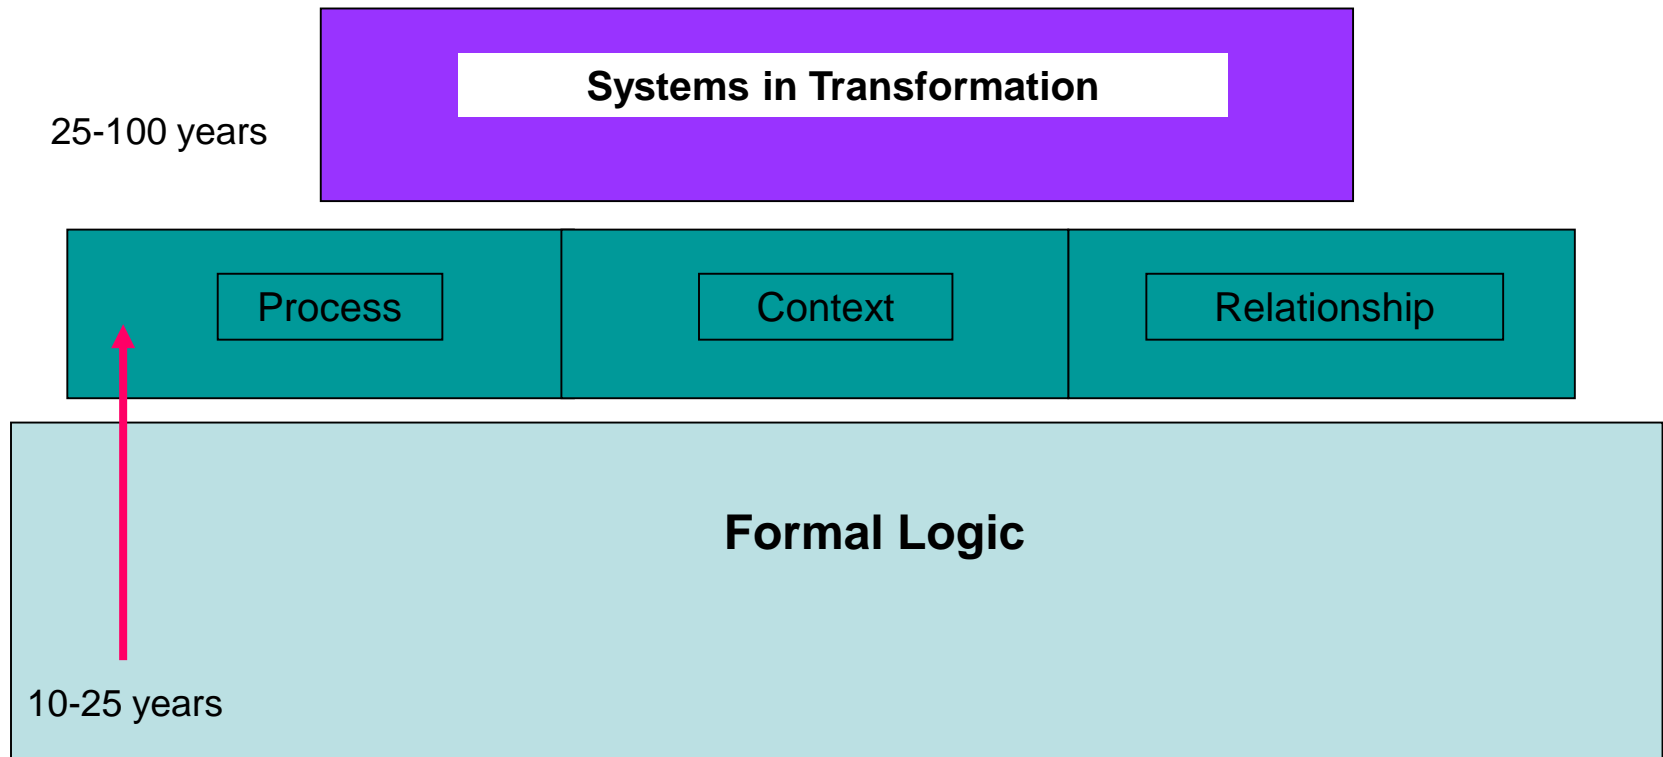 Systems in Transformation
25-100 years
Process
Context
Relationship
Formal Logic
10-25 years